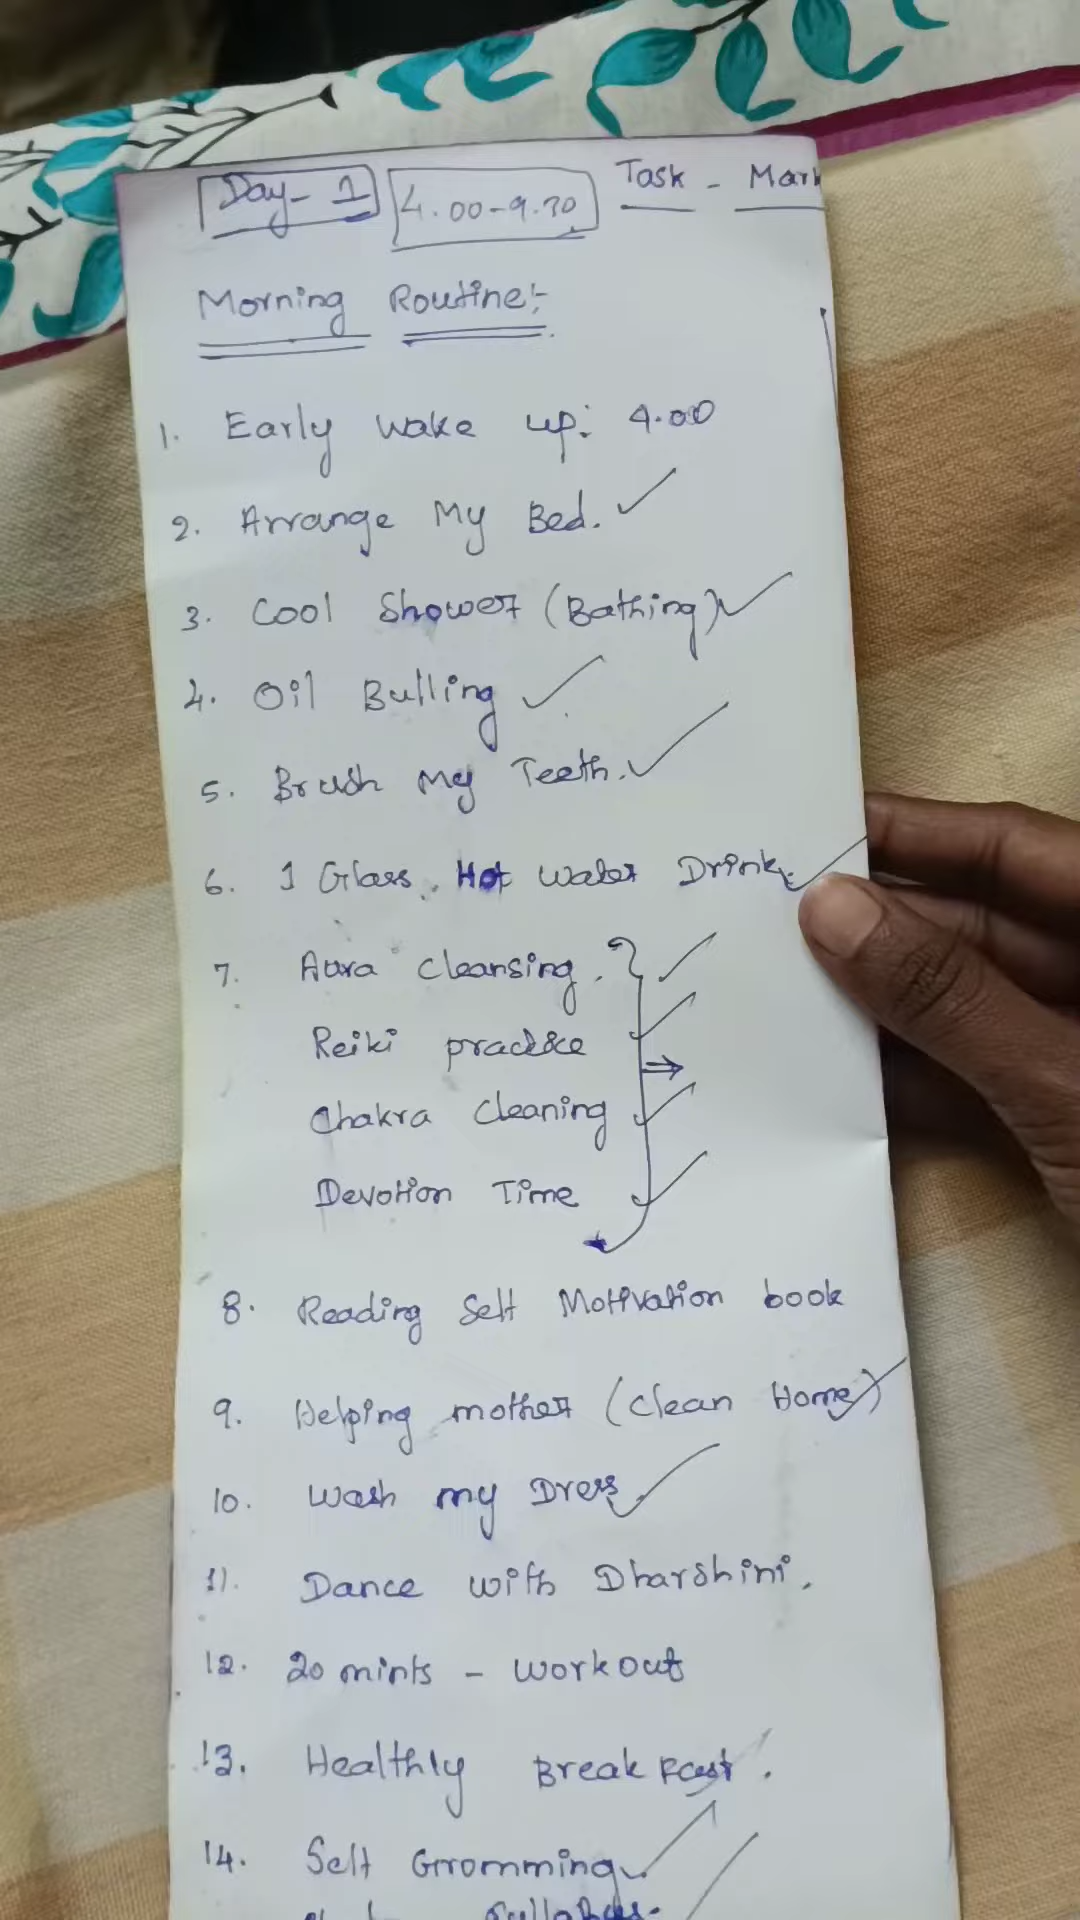 Day- 1 4.00-9.30 Task - Mark
Morning Routine:-
1. Early wake up: 4.00
2. Arrange My Bed.
3. Cool Shower (Bathing)
4. Oil Bulling
5. Brush My Teeth.
6. 1 Glass. Hot water Drink.
7. Aura Cleansing.
Reiki practice
Chakra Cleaning
Devotion Time
8. Reading Self Motivation book
9. Helping mother (Clean Home)
10. Wash my Dress
11. Dance with Dharshini.
12. 20 mints - workout
13. Healthly Break Fast.
14. Self Gromming